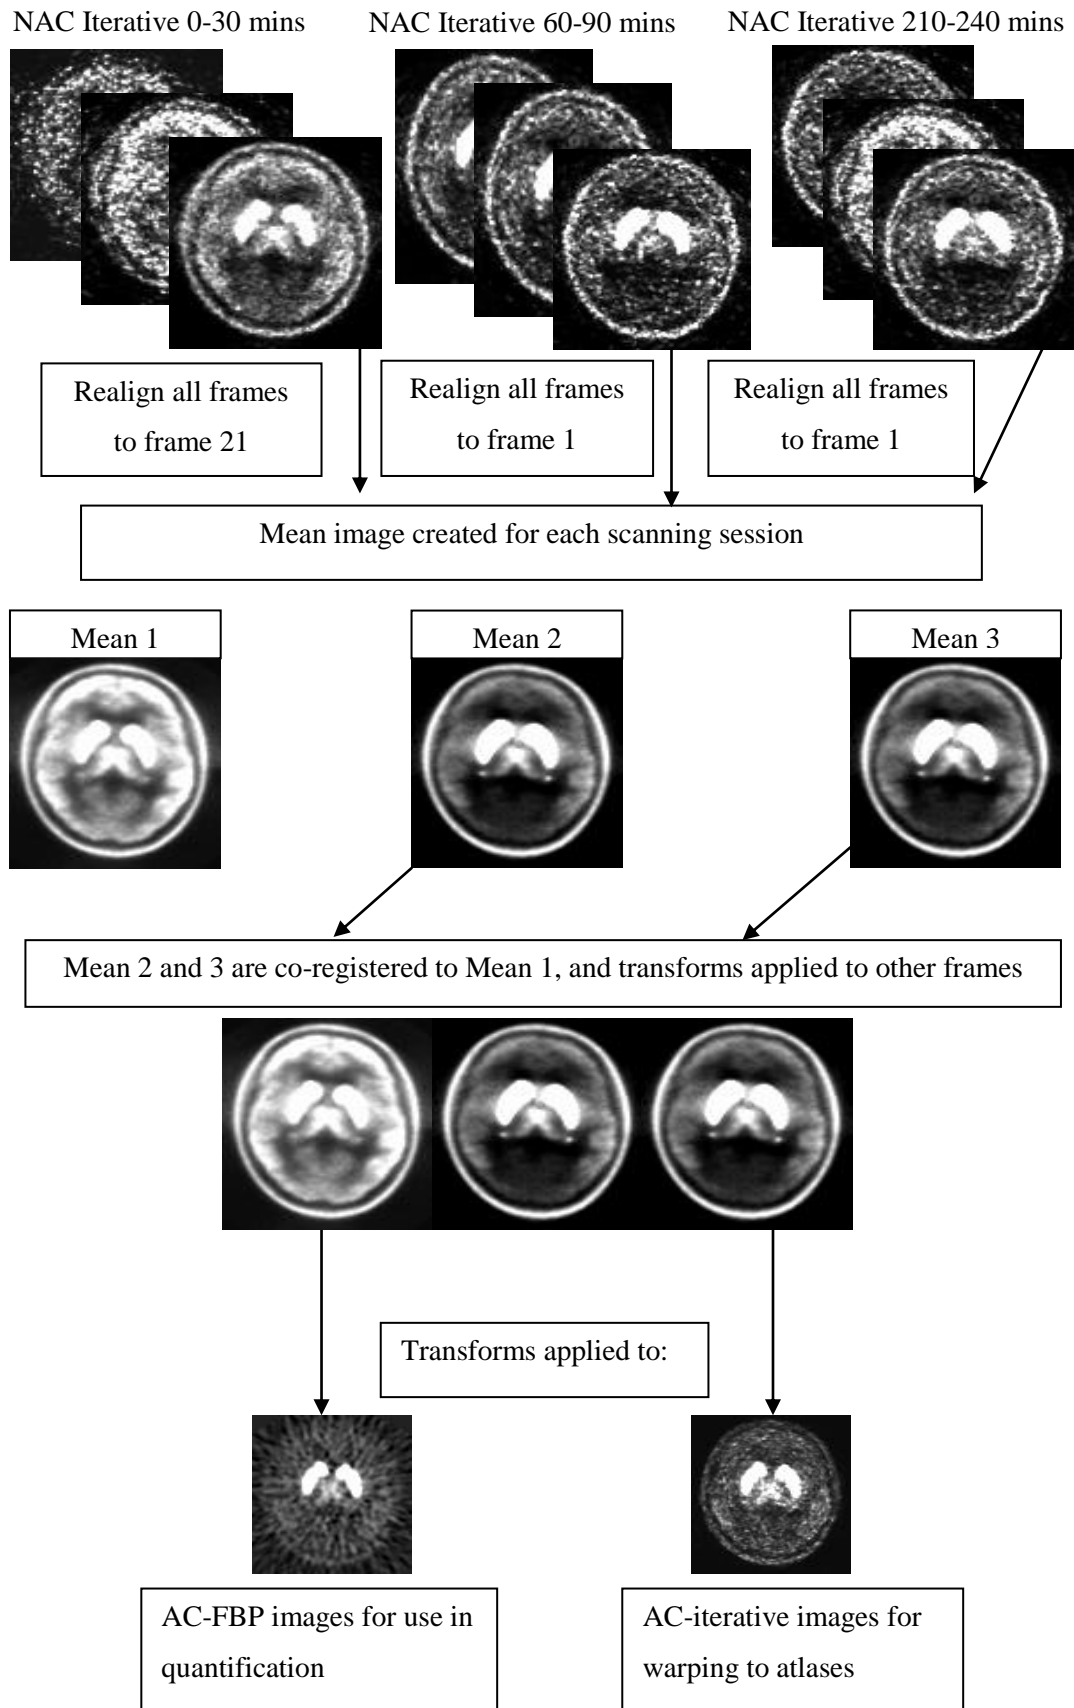 NAC Iterative 0-30 mins
NAC Iterative 60-90 mins
NAC Iterative 210-240 mins
Realign all frames
to frame 21
Realign all frames
to frame 1
Realign all frames
to frame 1
Mean image created for each scanning session
Mean 1
Mean 2
Mean 3
Mean 2 and 3 are co-registered to Mean 1, and transforms applied to other frames
Transforms applied to:
AC-FBP images for use in
quantification
AC-iterative images for
warping to atlases